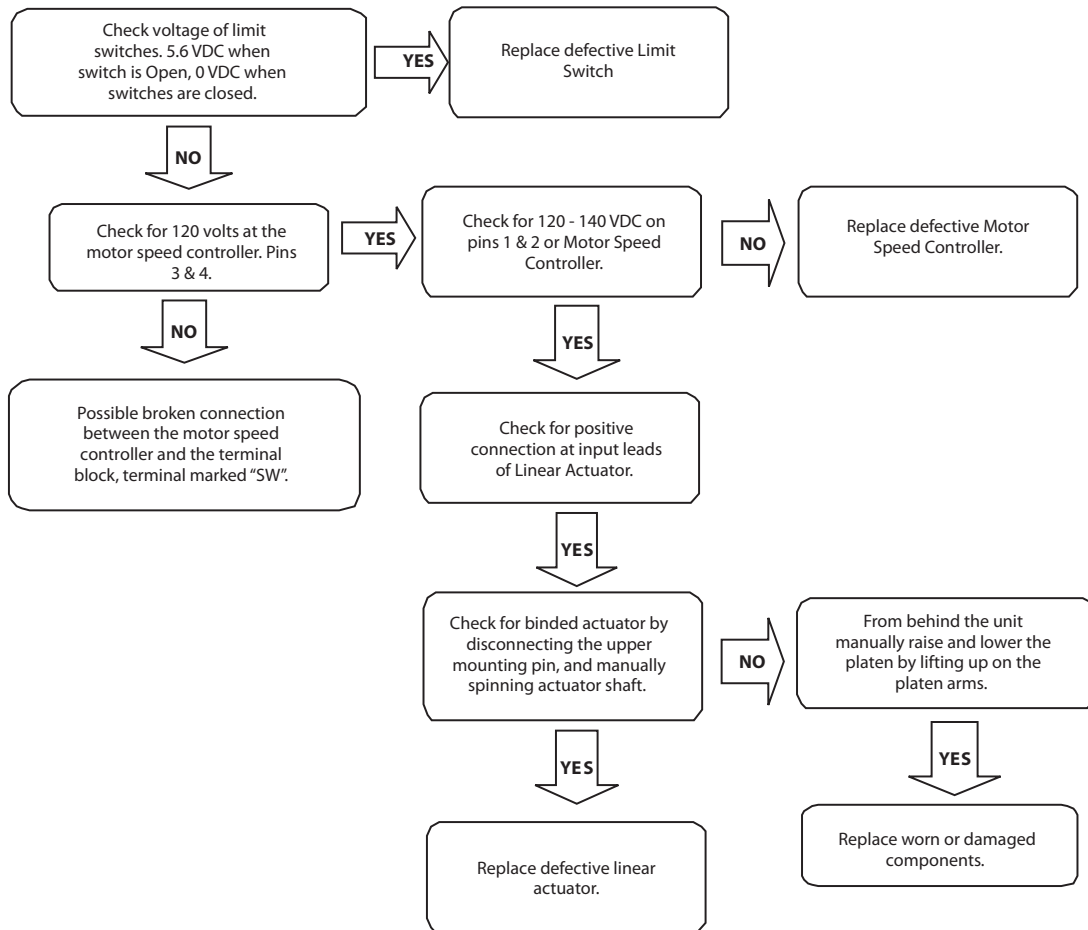 Check voltage of limit
switches. 5.6 VDC when
switch is Open, 0 VDC when
switches are closed.
YES
Replace defective Limit
Switch
NO
Check for 120 volts at the
motor speed controller. Pins
3 & 4.
YES
Check for 120 - 140 VDC on
pins 1 & 2 or Motor Speed
Controller.
NO
Replace defective Motor
Speed Controller.
NO
YES
Possible broken connection
between the motor speed
controller and the terminal
block, terminal marked “SW”.
Check for positive
connection at input leads
of Linear Actuator.
YES
Check for binded actuator by
disconnecting the upper
mounting pin, and manually
spinning actuator shaft.
NO
From behind the unit
manually raise and lower the
platen by lifting up on the
platen arms.
YES
YES
Replace defective linear
actuator.
Replace worn or damaged
components.